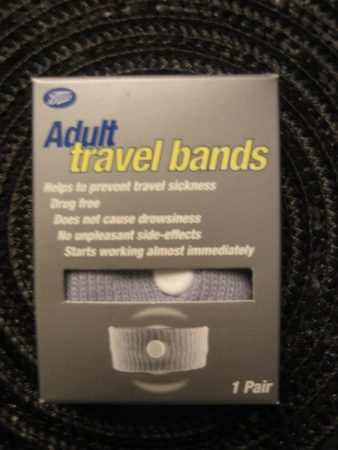 Boots
Adult
travel bands
Helps to prevent travel sickness
Drug free
Does not cause drowsiness
No unpleasant side-effects
Starts working almost immediately
1 Pair